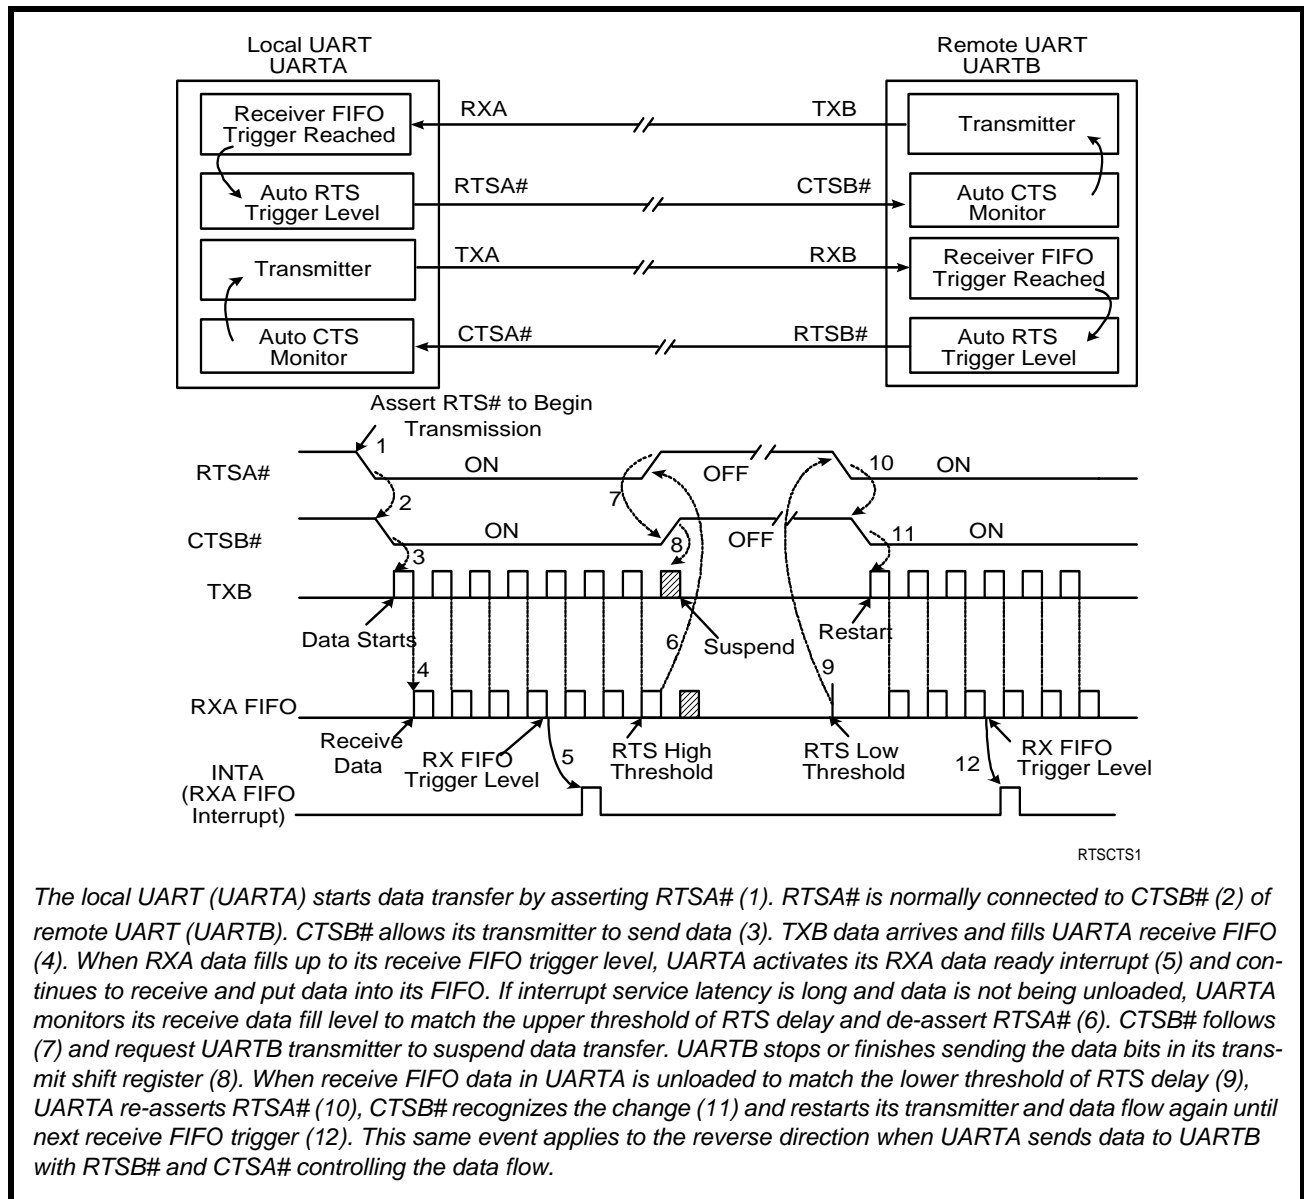 Local UART
UARTA
Remote UART
UARTB
Receiver FIFO
Trigger Reached
RXA
TXB
Transmitter
Auto RTS
Trigger Level
RTSA#
CTSB#
Auto CTS
Monitor
Transmitter
TXA
RXB
Receiver FIFO
Trigger Reached
Auto CTS
Monitor
CTSA#
RTSB#
Auto RTS
Trigger Level
Assert RTS# to Begin
Transmission
1
RTSA#
ON
OFF
10
ON
2
7
CTSB#
ON
8
OFF
11
ON
3
TXB
Data Starts
6
Suspend
Restart
4
9
RXA FIFO
Receive
Data
RX FIFO
Trigger Level
5
RTS High
Threshold
RTS Low
Threshold
12
RX FIFO
Trigger Level
INTA
(RXA FIFO
Interrupt)
RTSCTS1
The local UART (UARTA) starts data transfer by asserting RTSA# (1). RTSA# is normally connected to CTSB# (2) of
remote UART (UARTB). CTSB# allows its transmitter to send data (3). TXB data arrives and fills UARTA receive FIFO
(4). When RXA data fills up to its receive FIFO trigger level, UARTA activates its RXA data ready interrupt (5) and con-
tinues to receive and put data into its FIFO. If interrupt service latency is long and data is not being unloaded, UARTA
monitors its receive data fill level to match the upper threshold of RTS delay and de-assert RTSA# (6). CTSB# follows
(7) and request UARTB transmitter to suspend data transfer. UARTB stops or finishes sending the data bits in its trans-
mit shift register (8). When receive FIFO data in UARTA is unloaded to match the lower threshold of RTS delay (9),
UARTA re-asserts RTSA# (10), CTSB# recognizes the change (11) and restarts its transmitter and data flow again until
next receive FIFO trigger (12). This same event applies to the reverse direction when UARTA sends data to UARTB
with RTSB# and CTSA# controlling the data flow.